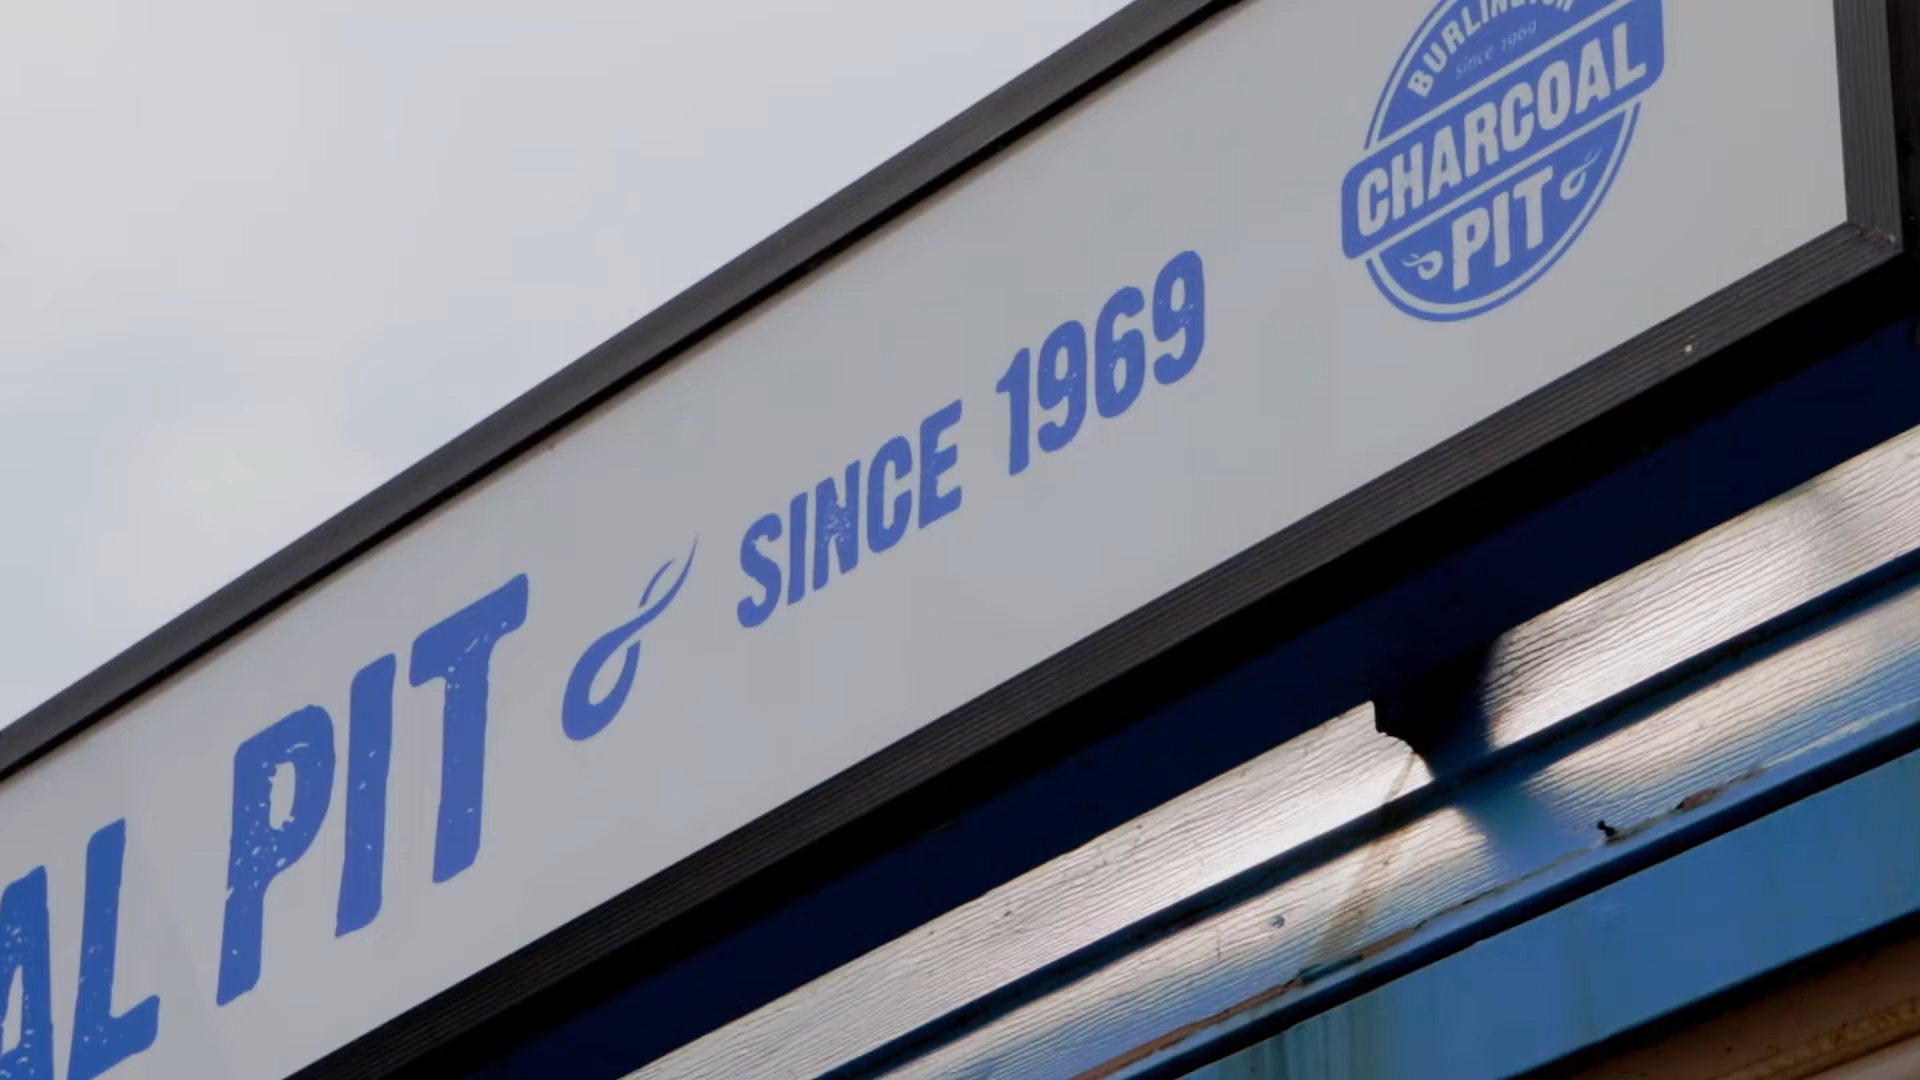 AL PIT SINCE 1969
BURLINGTON
since 1969
CHARCOAL
PIT